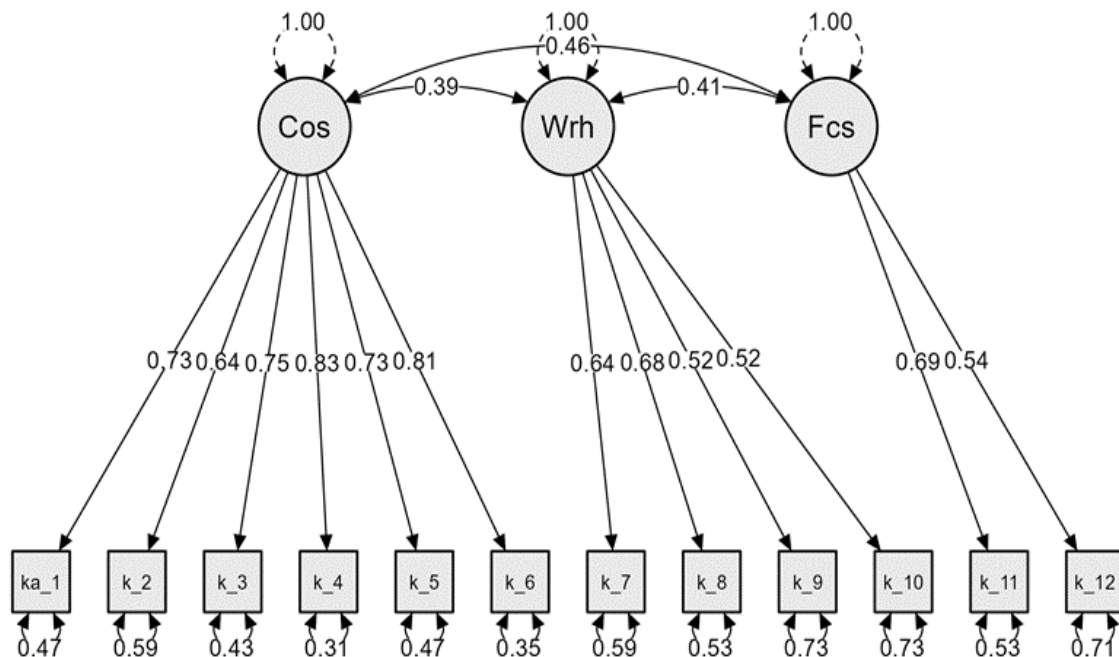 1.00 1.00 1.00
0.46
0.39 0.41
Cos Wrh Fcs
0.73 0.64 0.75 0.83 0.73 0.81 0.64 0.68 0.52 0.52 0.69 0.54
ka_1 k_2 k_3 k_4 k_5 k_6 k_7 k_8 k_9 k_10 k_11 k_12
0.47 0.59 0.43 0.31 0.47 0.35 0.59 0.53 0.73 0.73 0.53 0.71